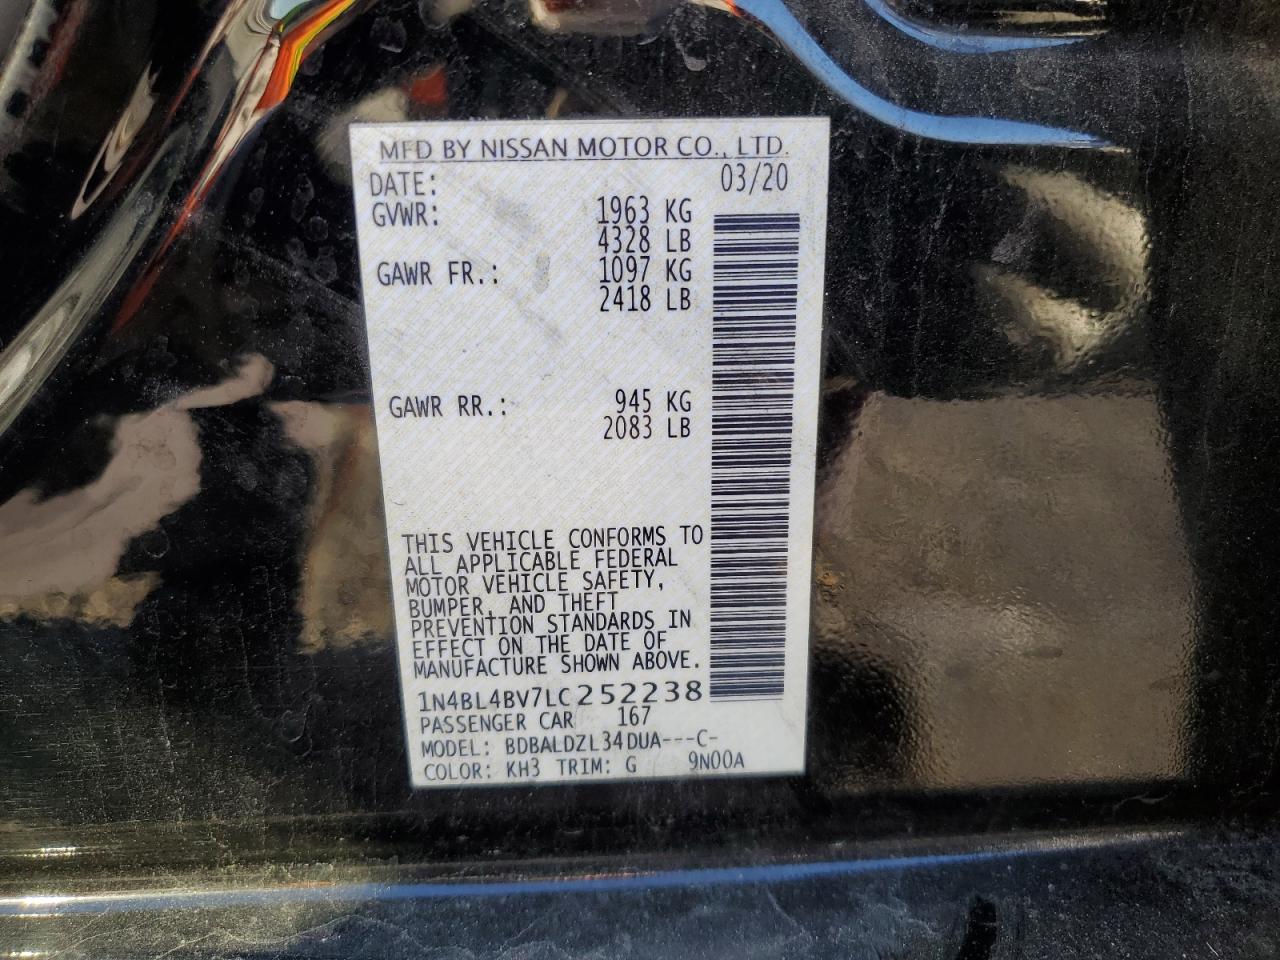 MFD BY NISSAN MOTOR CO., LTD.
DATE: 03/20
GVWR: 1963 KG
4328 LB
GAWR FR.: 1097 KG
2418 LB
GAWR RR.: 945 KG
2083 LB
THIS VEHICLE CONFORMS TO
ALL APPLICABLE FEDERAL
MOTOR VEHICLE SAFETY,
BUMPER, AND THEFT
PREVENTION STANDARDS IN
EFFECT ON THE DATE OF
MANUFACTURE SHOWN ABOVE.
1N4BL4BV7LC252238
PASSENGER CAR 167
MODEL: BDBALDZL34DUA---C-
COLOR: KH3 TRIM: G 9N00A